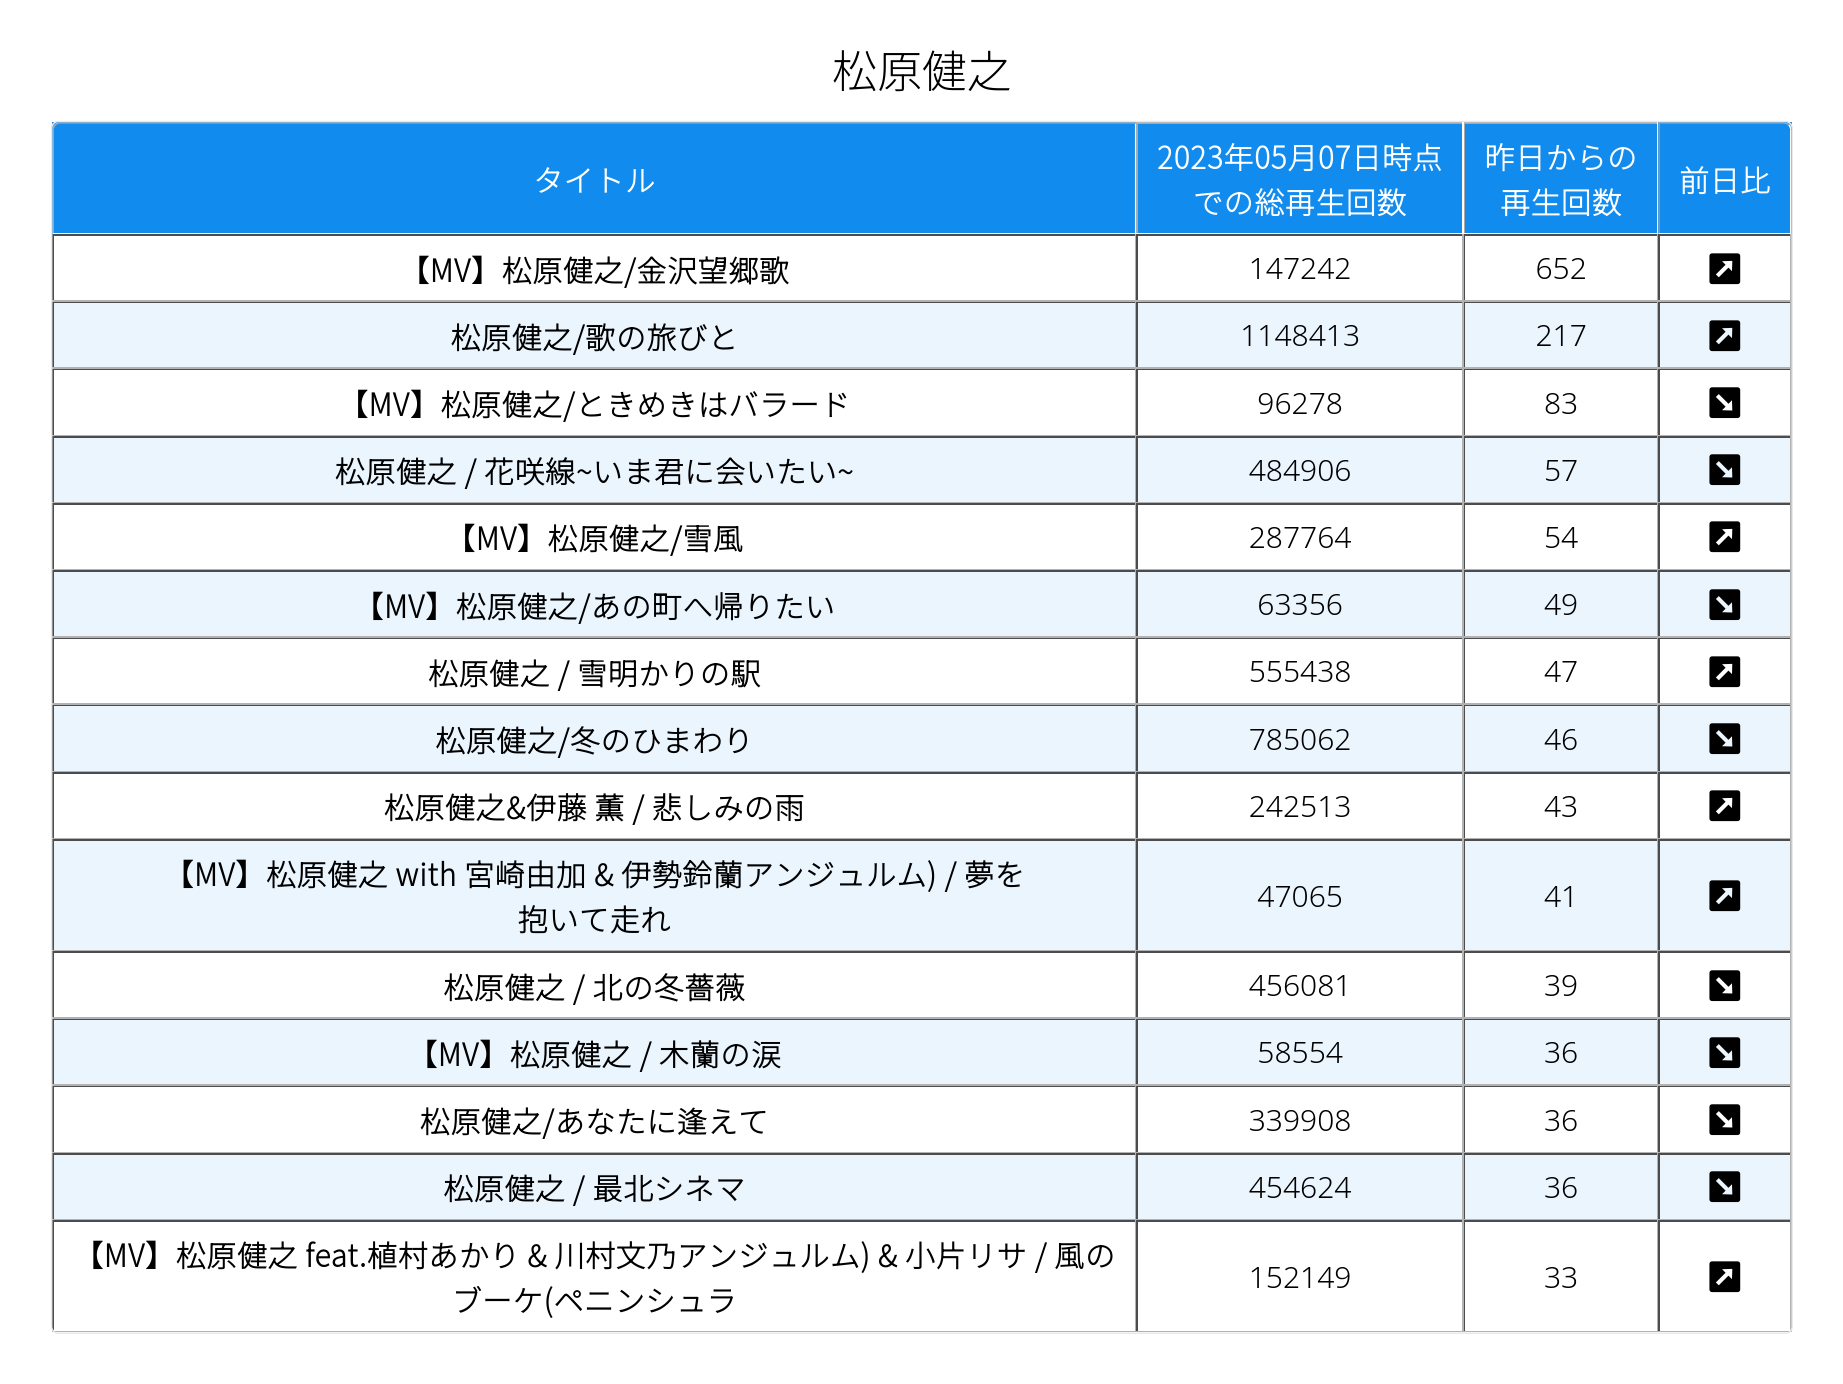 松原健之
タイトル
2023年05月07日時点
での総再生回数
昨日からの
再生回数
前日比
【MV】松原健之/金沢望郷歌 147242 652
松原健之/歌の旅びと 1148413 217
【MV】松原健之/ときめきはバラード 96278 83
松原健之 / 花咲線~いま君に会いたい~ 484906 57
【MV】松原健之/雪風 287764 54
【MV】松原健之/あの町へ帰りたい 63356 49
松原健之 / 雪明かりの駅 555438 47
松原健之/冬のひまわり 785062 46
松原健之&伊藤 薫 / 悲しみの雨 242513 43
【MV】松原健之 with 宮崎由加 & 伊勢鈴蘭アンジュルム) / 夢を
抱いて走れ
47065 41
松原健之 / 北の冬薔薇 456081 39
【MV】松原健之 / 木蘭の涙 58554 36
松原健之/あなたに逢えて 339908 36
松原健之 / 最北シネマ 454624 36
【MV】松原健之 feat.植村あかり & 川村文乃アンジュルム) & 小片リサ / 風の
ブーケ(ペニンシュラ
152149 33